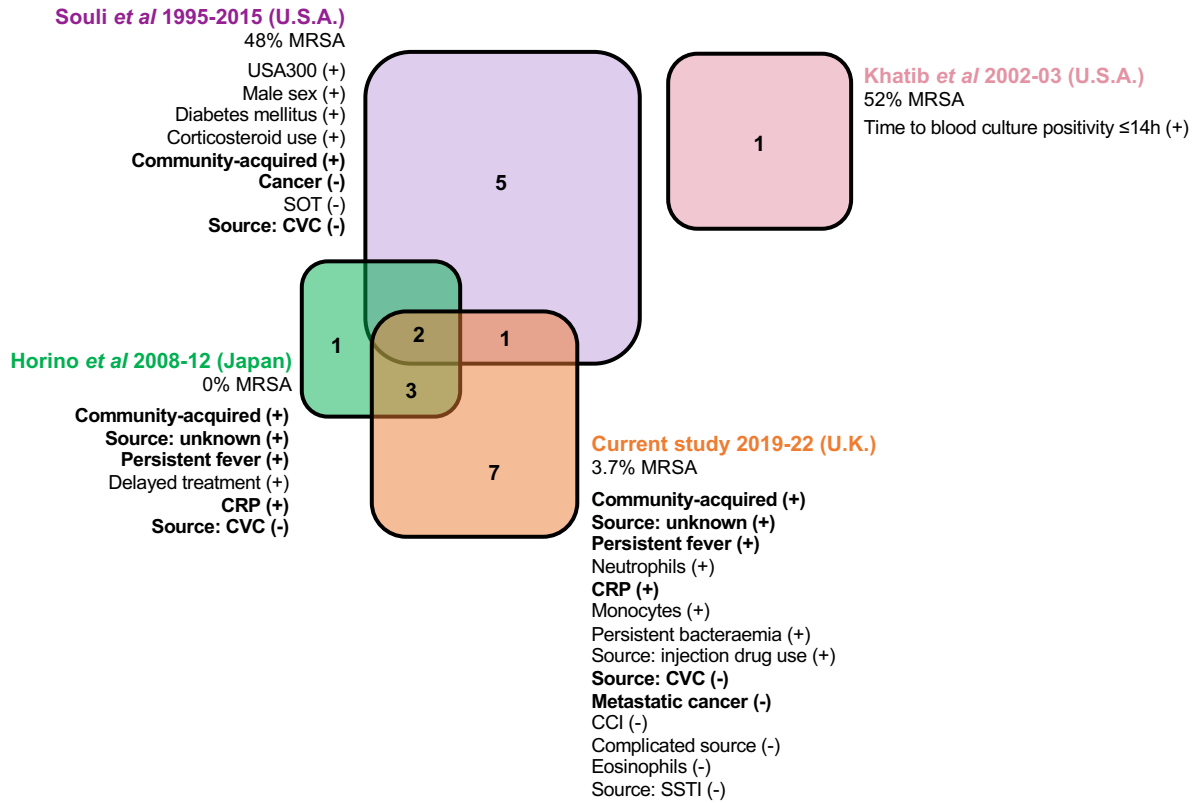 Souli et al 1995-2015 (U.S.A.)
48% MRSA
USA300 (+)
Male sex (+)
Diabetes mellitus (+)
Corticosteroid use (+)
Community-acquired (+)
Cancer (-)
SOT (-)
Source: CVC (-)
5
Khatib et al 2002-03 (U.S.A.)
52% MRSA
Time to blood culture positivity ≤14h (+)
1
1
2
1
3
7
Horino et al 2008-12 (Japan)
0% MRSA
Community-acquired (+)
Source: unknown (+)
Persistent fever (+)
Delayed treatment (+)
CRP (+)
Source: CVC (-)
Current study 2019-22 (U.K.)
3.7% MRSA
Community-acquired (+)
Source: unknown (+)
Persistent fever (+)
Neutrophils (+)
CRP (+)
Monocytes (+)
Persistent bacteraemia (+)
Source: injection drug use (+)
Source: CVC (-)
Metastatic cancer (-)
CCI (-)
Complicated source (-)
Eosinophils (-)
Source: SSTI (-)